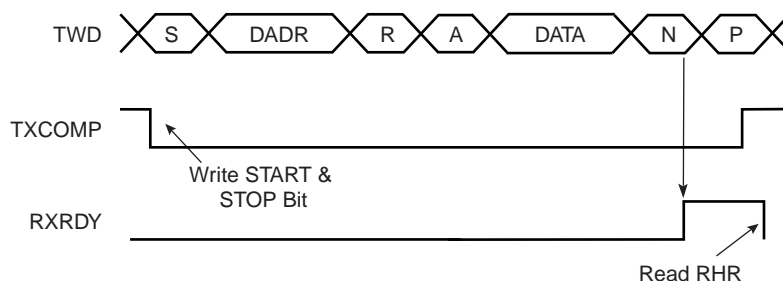 TWD S DADR R A DATA N P
TXCOMP
Write START &
STOP Bit
RXRDY
Read RHR